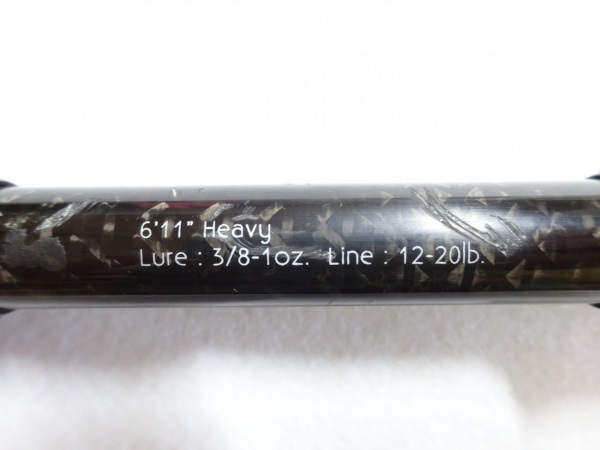 6'11" Heavy
Lure : 3/8-1oz. Line : 12-20lb.